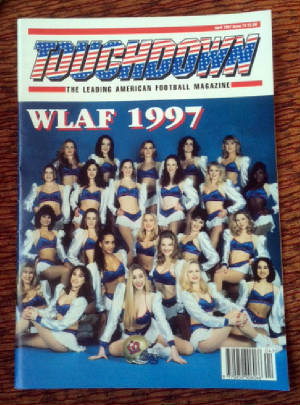 TOUCHDOWN
THE LEADING AMERICAN FOOTBALL MAGAZINE
WLAF 1997